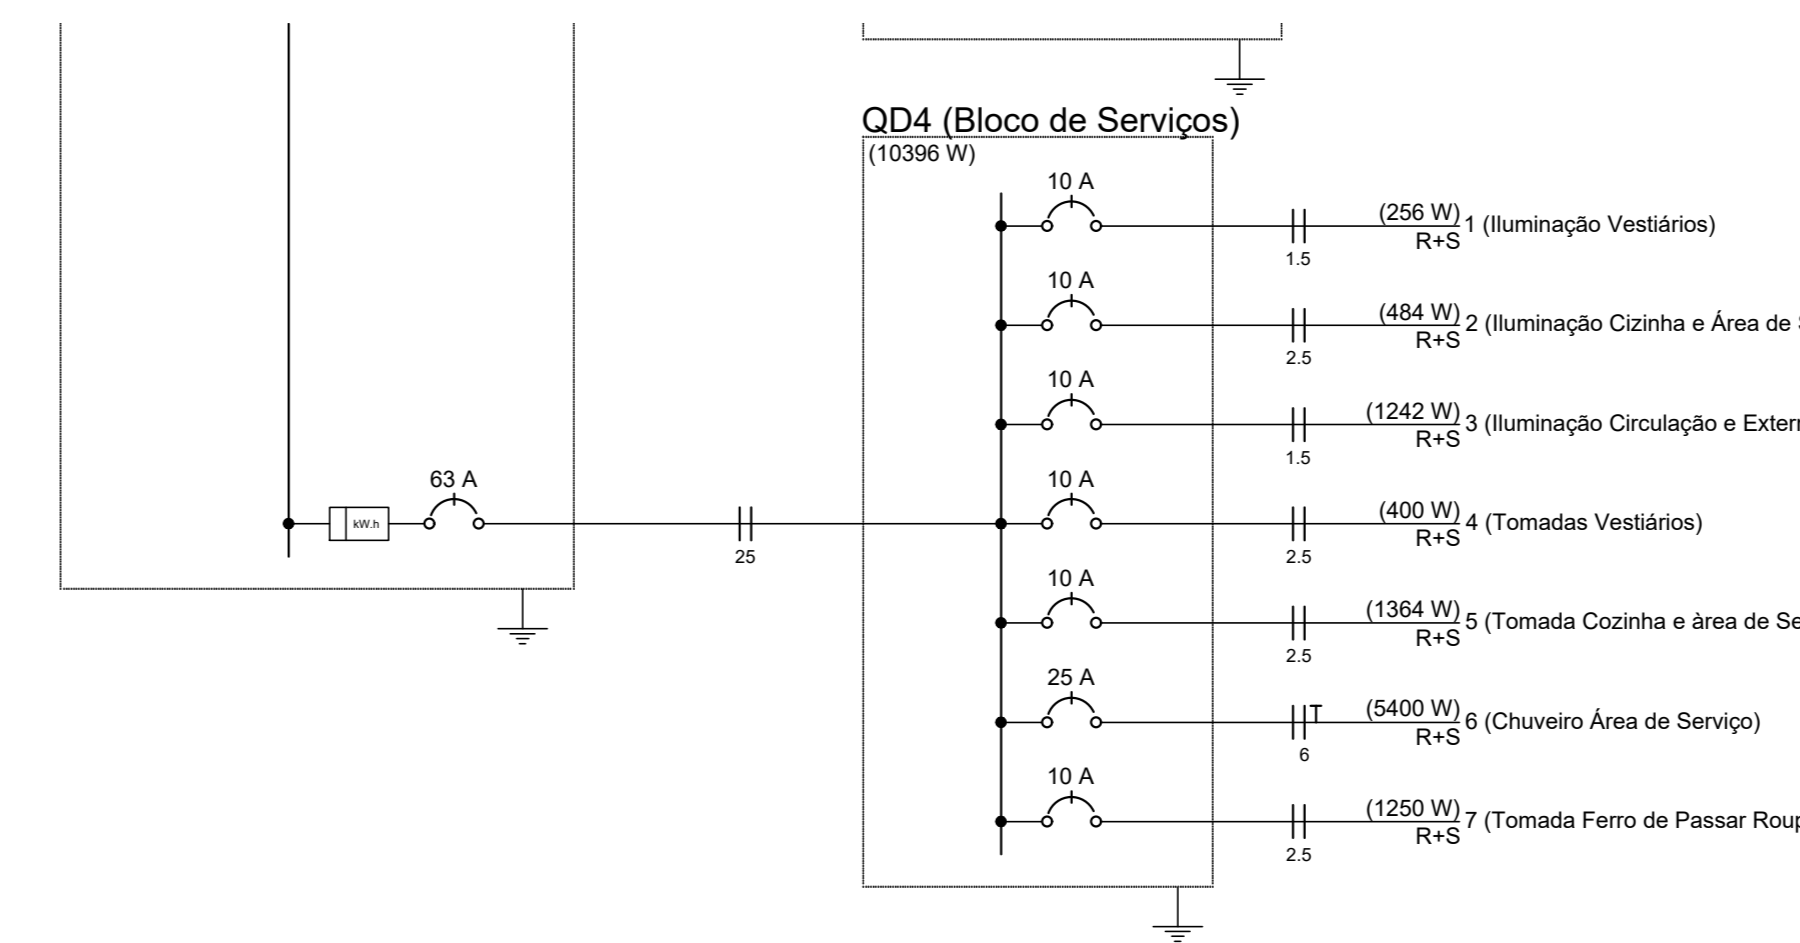 QD4 (Bloco de Serviços)
(10396 W)
10 A
(256 W)
1 (Iluminação Vestiários)
R+S
1.5
10 A
(484 W)
2 (Iluminação Cizinha e Área de
R+S
2.5
10 A
(1242 W)
3 (Iluminação Circulação e
R+S
1.5
63 A
kW.h
25
10 A
(400 W)
4 (Tomadas Vestiários)
R+S
2.5
10 A
(1364 W)
5 (Tomada Cozinha e àrea de
R+S
2.5
25 A
T
(5400 W)
6 (Chuveiro Área de Serviço)
R+S
6
10 A
(1250 W)
7 (Tomada Ferro de Passar
R+S
2.5